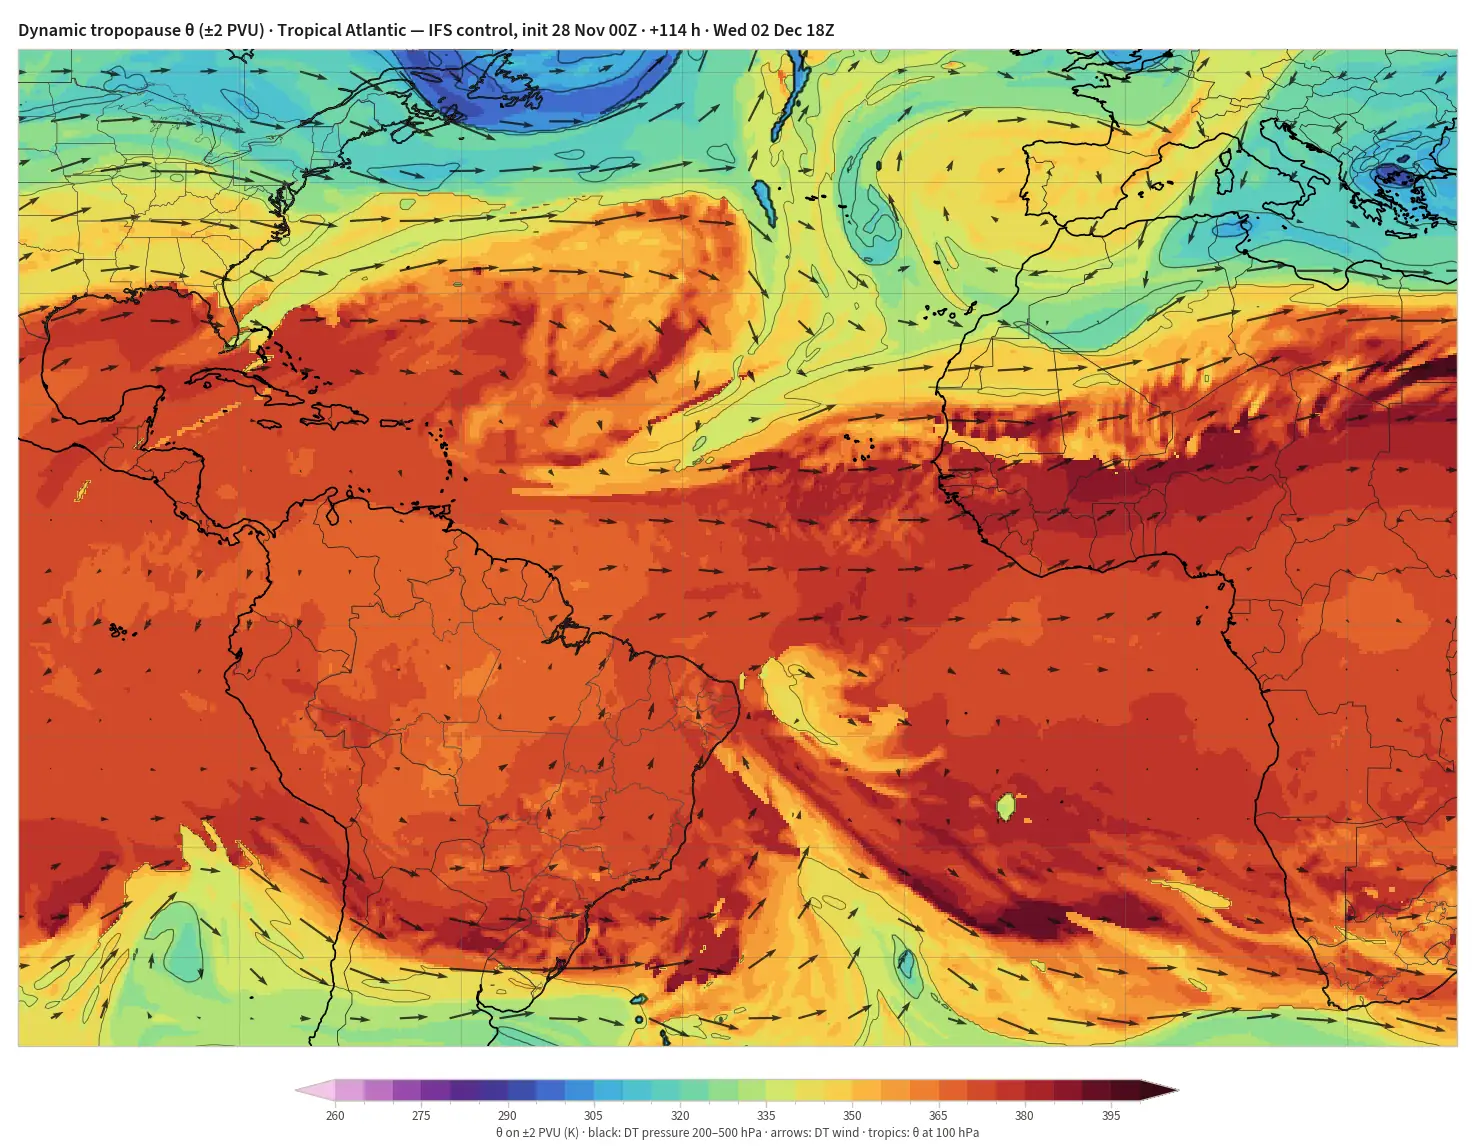 Dynamic tropopause θ (±2 PVU) · Tropical Atlantic — IFS control, init 28 Nov 00Z · +114 h · Wed 02 Dec 18Z
260 275 290 305 320 335 350 365 380 395
θ on ±2 PVU (K) · black: DT pressure 200–500 hPa · arrows: DT wind · tropics: θ at 100 hPa